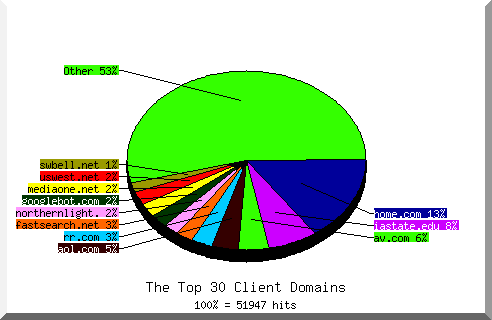 Other 53%
swbell.net 1%
uswest.net 2%
mediaone.net 2%
googlebot.com 2%
northernlight. 2%
fastsearch.net 3%
rr.com 3%
aol.com 5%
home.com 13%
iastate.edu 8%
av.com 6%
The Top 30 Client Domains
100% = 51947 hits